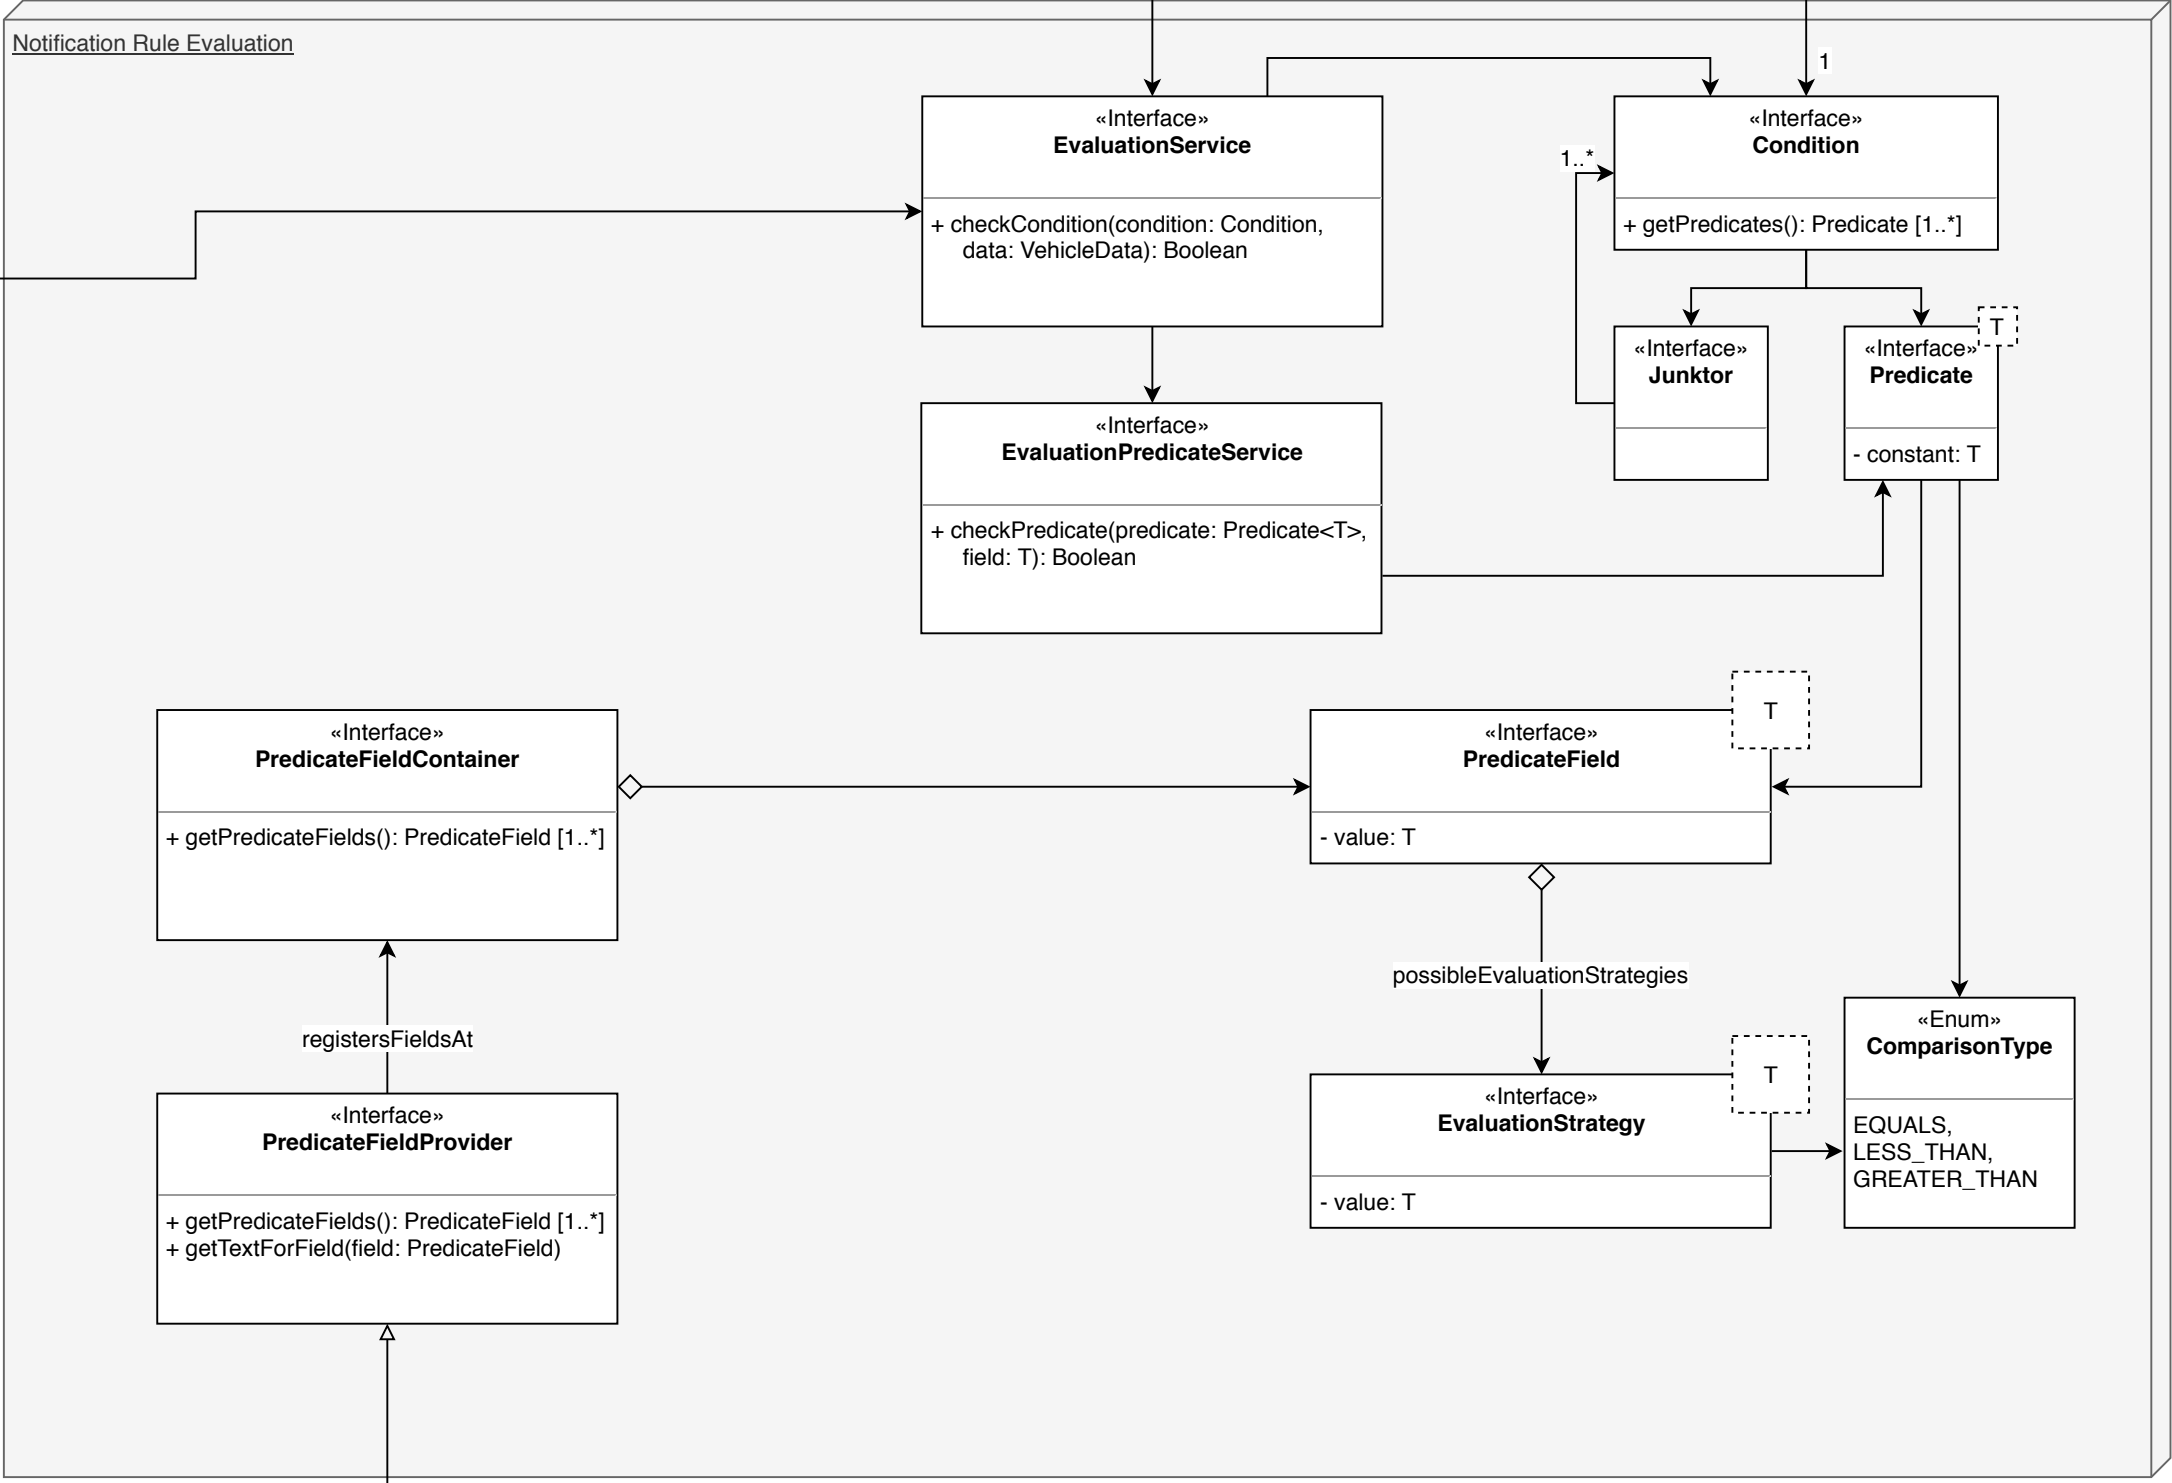 Notification Rule Evaluation
1
«Interface»
EvaluationService
+ checkCondition(condition: Condition,
data: VehicleData): Boolean
«Interface»
Condition
+ getPredicates(): Predicate [1..*]
1..*
«Interface»
Junktor
T
«Interface»
Predicate
- constant: T
«Interface»
EvaluationPredicateService
+ checkPredicate(predicate: Predicate<T>,
field: T): Boolean
«Interface»
PredicateFieldContainer
+ getPredicateFields(): PredicateField [1..*]
T
«Interface»
PredicateField
- value: T
possibleEvaluationStrategies
registersFieldsAt
«Interface»
PredicateFieldProvider
+ getPredicateFields(): PredicateField [1..*]
+ getTextForField(field: PredicateField)
T
«Interface»
EvaluationStrategy
- value: T
«Enum»
ComparisonType
EQUALS,
LESS_THAN,
GREATER_THAN